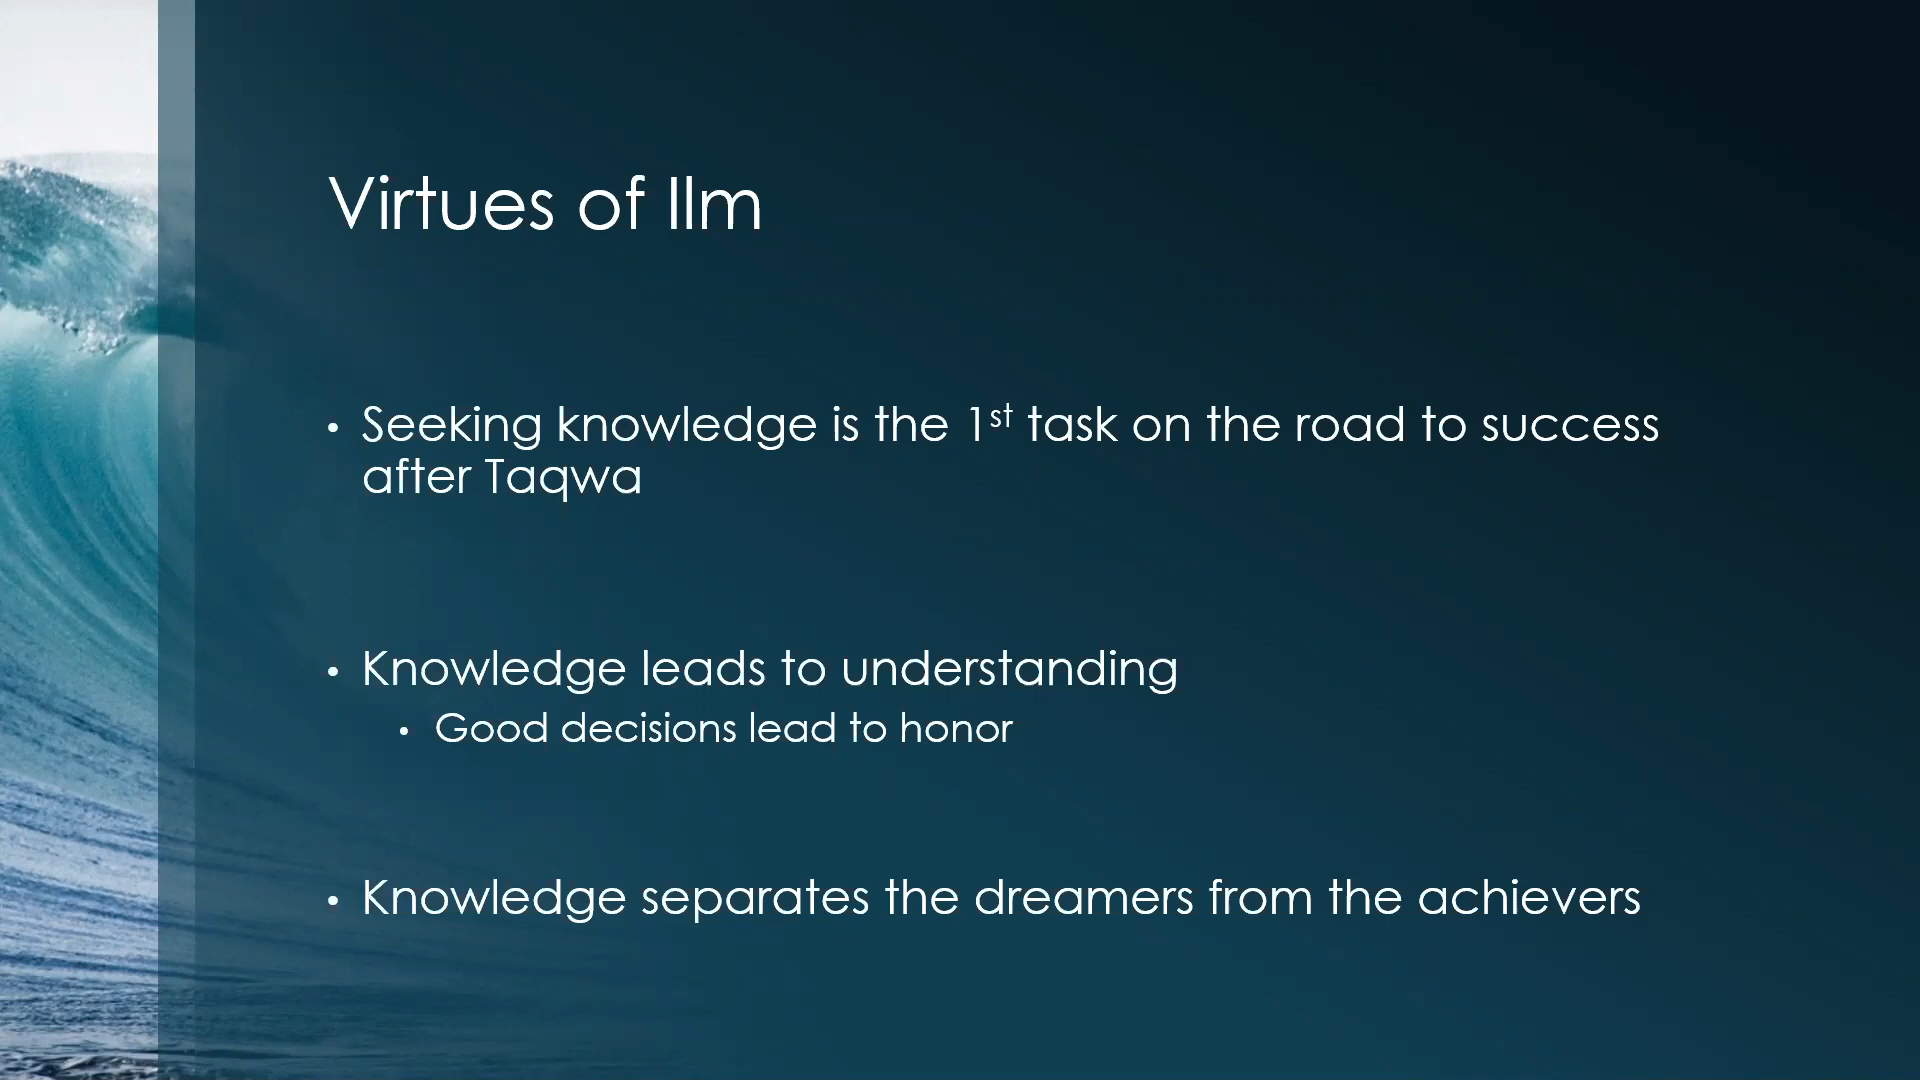 Virtues of Ilm
• Seeking knowledge is the 1st task on the road to success
after Taqwa
• Knowledge leads to understanding
• Good decisions lead to honor
• Knowledge separates the dreamers from the achievers